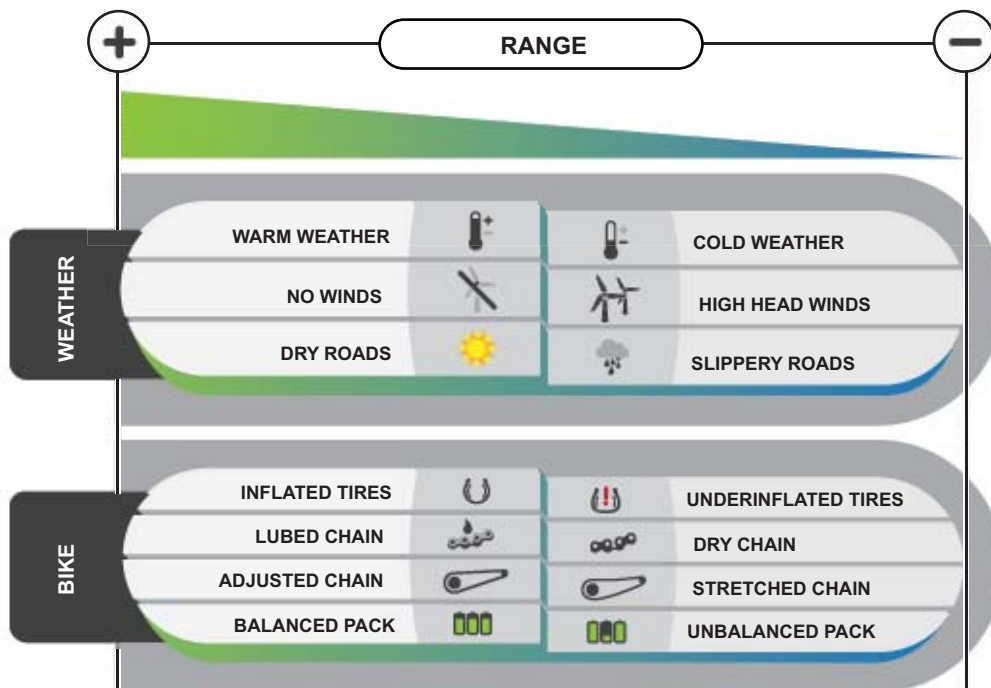 RANGE
WEATHER
WARM WEATHER
COLD WEATHER
NO WINDS
HIGH HEAD WINDS
DRY ROADS
SLIPPERY ROADS
BIKE
INFLATED TIRES
UNDERINFLATED TIRES
LUBED CHAIN
DRY CHAIN
ADJUSTED CHAIN
STRETCHED CHAIN
BALANCED PACK
UNBALANCED PACK